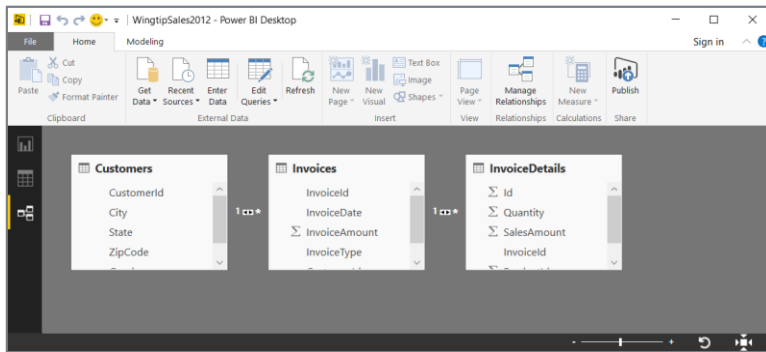 WingtipSales2012 - Power BI Desktop
File Home Modeling Sign in
Paste
Cut
Copy
Format Painter
Clipboard
Get Data
Recent Sources
Enter Data
Edit Queries
Refresh
External Data
New Page
New Visual
Text Box
Image
Shapes
Insert
Page View
View
Manage Relationships
Relationships
New Measure
Calculations
Publish
Share
Customers
CustomerId
City
State
ZipCode
1 *
Invoices
InvoiceId
InvoiceDate
Σ InvoiceAmount
InvoiceType
1 *
InvoiceDetails
Σ Id
Σ Quantity
Σ SalesAmount
InvoiceId
- +